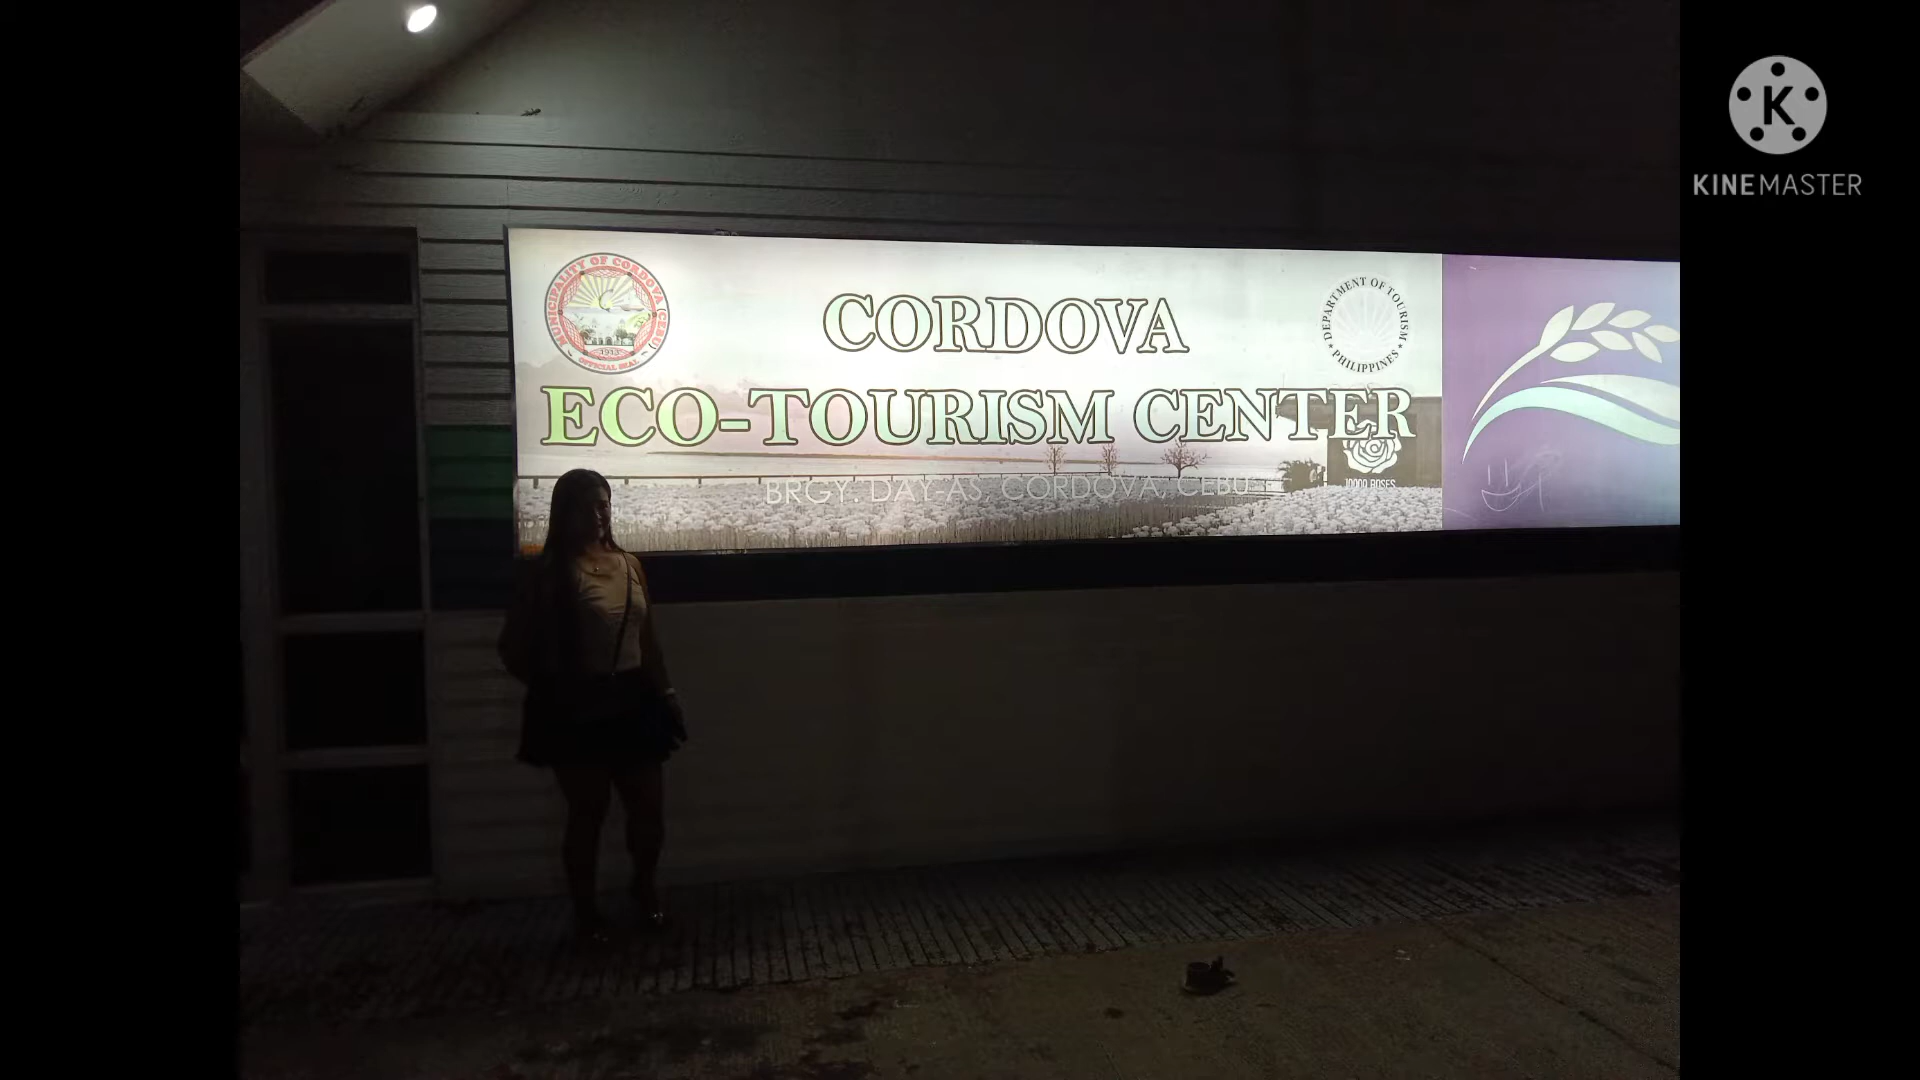 KINEMASTER
MUNICIPALITY OF CORDOVA (CEBU)
1913
OFFICIAL SEAL
CORDOVA
DEPARTMENT OF TOURISM
PHILIPPINES
ECO-TOURISM CENTER
BRGY. DAY-AS, CORDOVA, CEBU
10000 ROSES